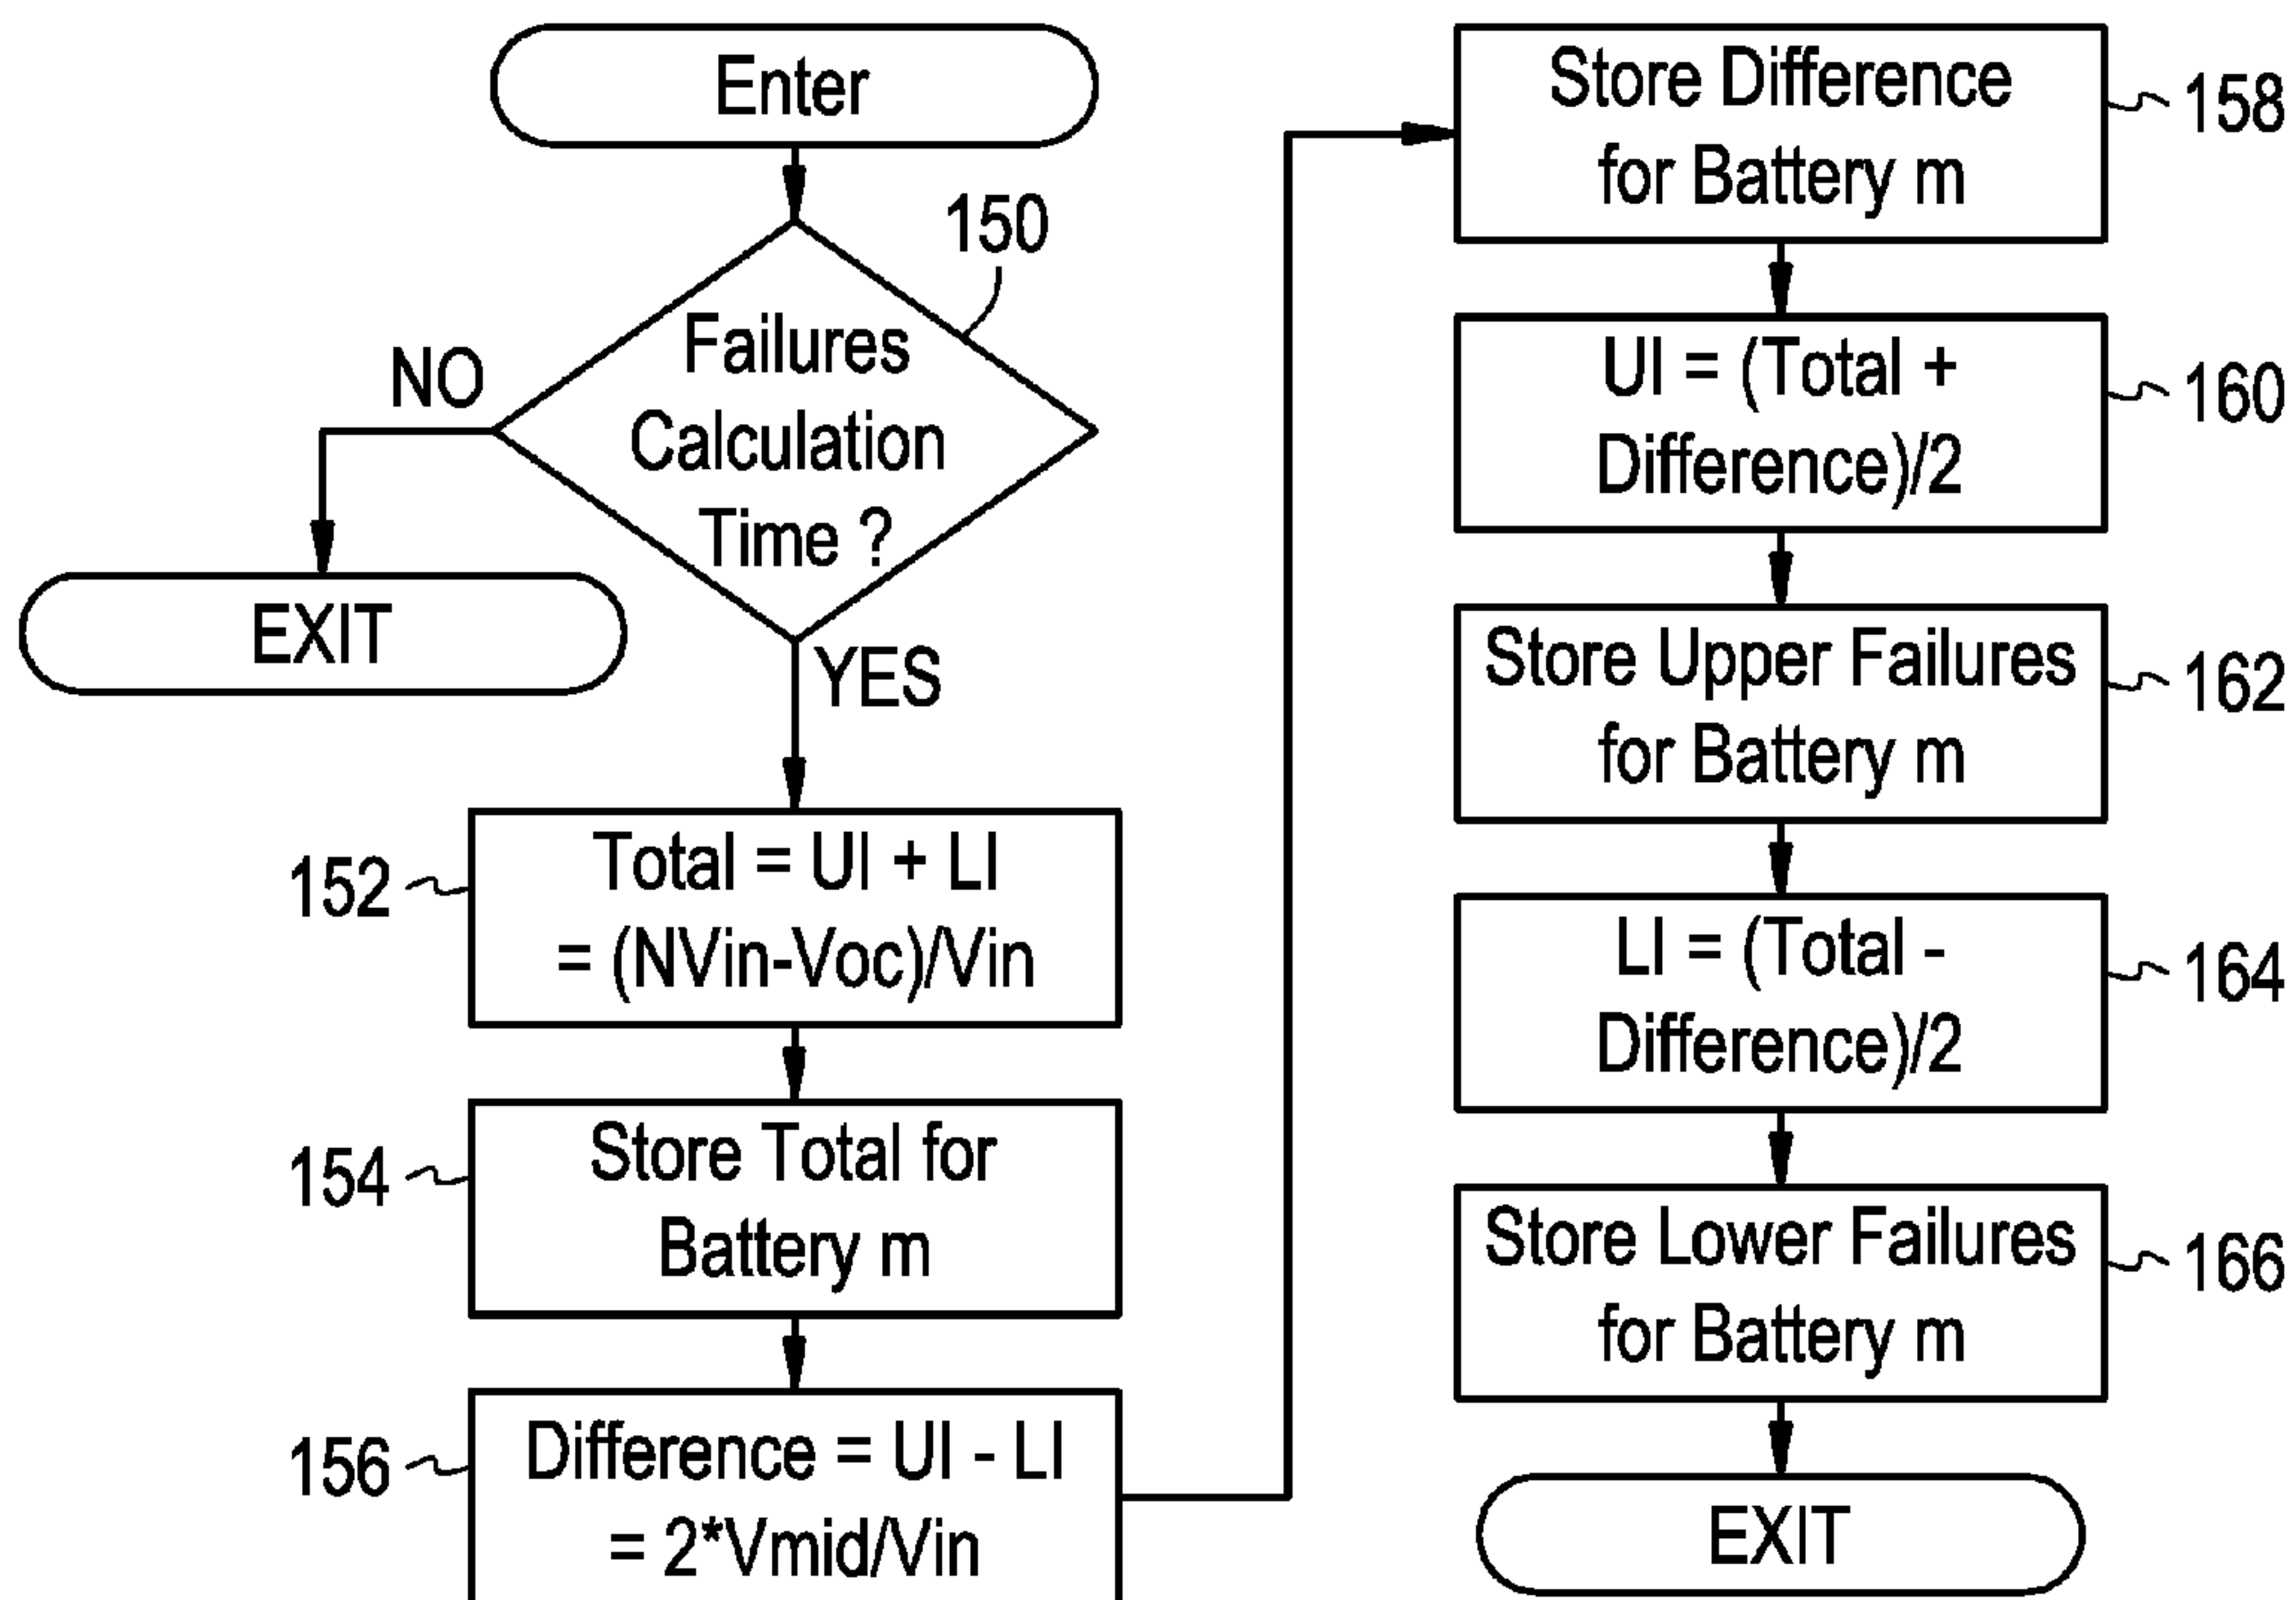 Enter
150
Failures
Calculation
Time ?
NO
EXIT
YES
152
Total = UI + LI
= (NVin-Voc)/Vin
154
Store Total for
Battery m
156
Difference = UI - LI
= 2*Vmid/Vin
Store Difference
for Battery m
158
UI = (Total +
Difference)/2
160
Store Upper Failures
for Battery m
162
LI = (Total -
Difference)/2
164
Store Lower Failures
for Battery m
166
EXIT